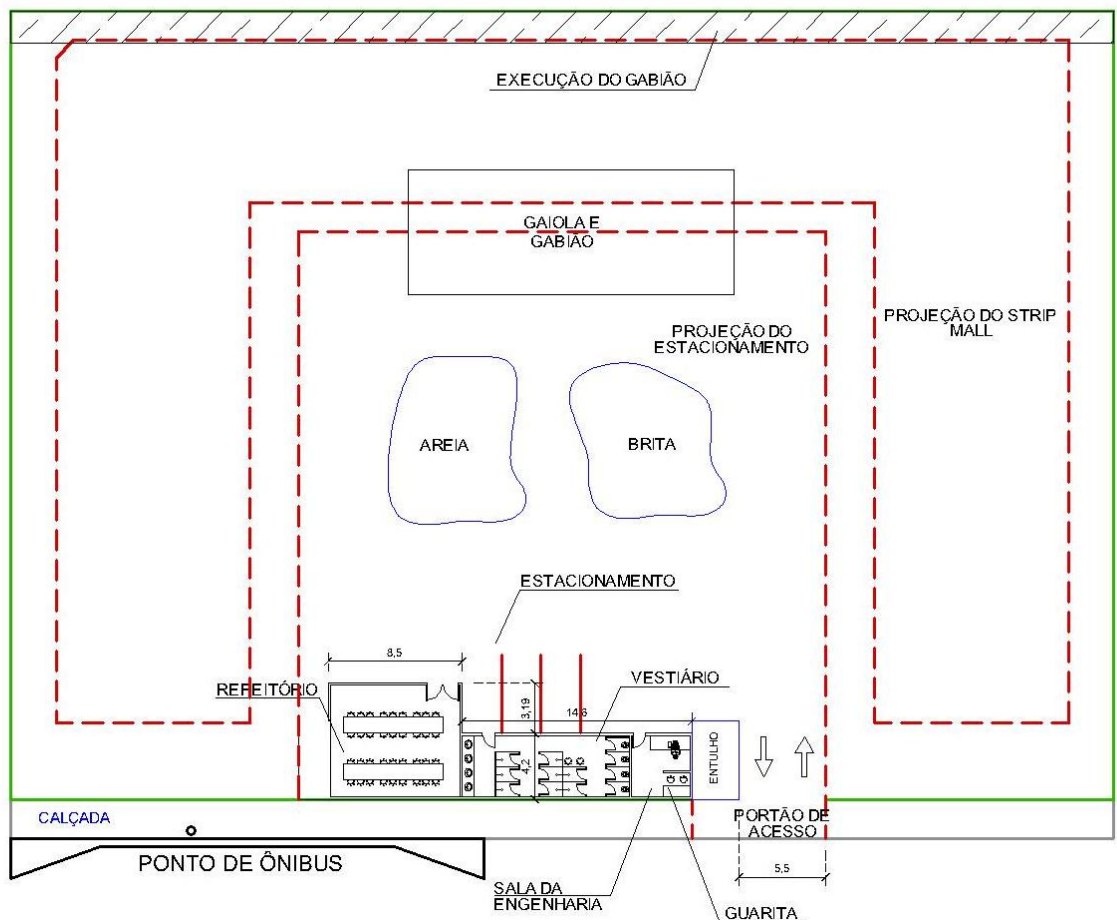 EXECUÇÃO DO GABIÃO
GAIOLA E
GABIÃO
PROJEÇÃO DO STRIP
MALL
PROJEÇÃO DO
ESTACIONAMENTO
AREIA
BRITA
ESTACIONAMENTO
8,5
REFEITÓRIO
VESTIÁRIO
3,19
14,6
4,2
ENTULHO
CALÇADA
PORTÃO DE
ACESSO
PONTO DE ÔNIBUS
5,5
SALA DA
ENGENHARIA
GUARITA